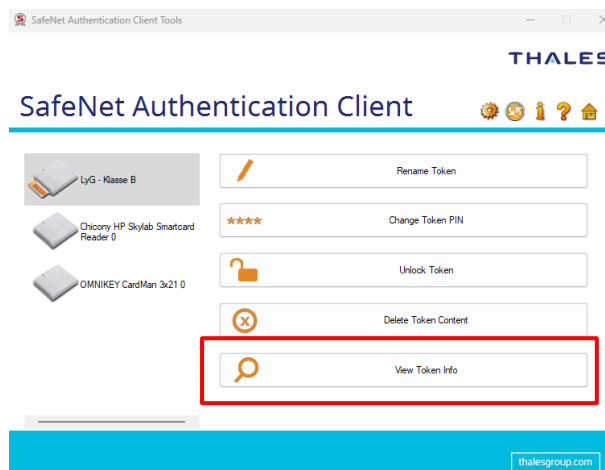 SafeNet Authentication Client Tools
THALES
SafeNet Authentication Client
LyG - Klasse B
Chicony HP Skylab Smartcard
Reader 0
OMNIKEY CardMan 3x21 0
Rename Token
****
Change Token PIN
Unlock Token
Delete Token Content
View Token Info
thalesgroup.com